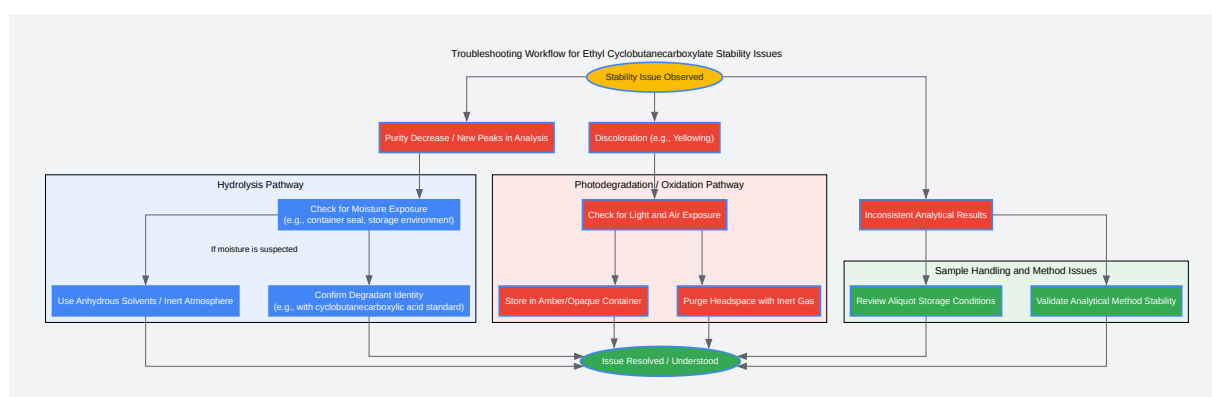 Troubleshooting Workflow for Ethyl Cyclobutanecarboxylate Stability Issues
Stability Issue Observed
Purity Decrease / New Peaks in Analysis
Discoloration (e.g., Yellowing)
Hydrolysis Pathway
Photodegradation / Oxidation Pathway
Check for Moisture Exposure
(e.g., container seal, storage environment)
Check for Light and Air Exposure
Inconsistent Analytical Results
If moisture is suspected
Sample Handling and Method Issues
Use Anhydrous Solvents / Inert Atmosphere
Confirm Degradant Identity
(e.g., with cyclobutanecarboxylic acid standard)
Store in Amber/Opaque Container
Purge Headspace with Inert Gas
Review Aliquot Storage Conditions
Validate Analytical Method Stability
Issue Resolved / Understood